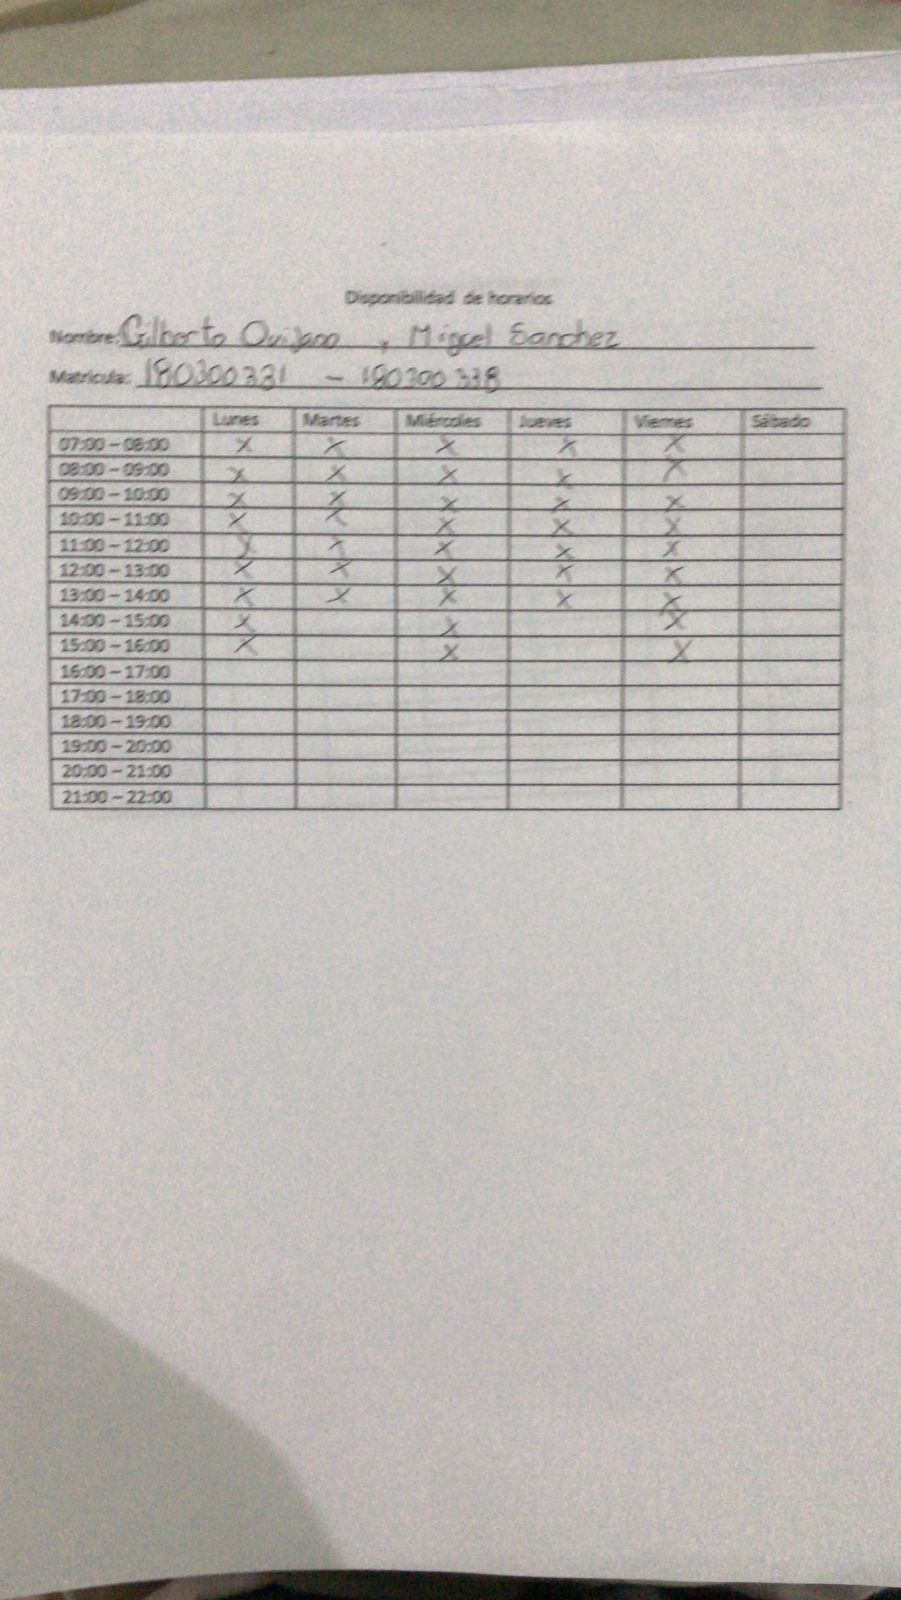 Disponibilidad de horarios
Nombre: Gilberto Quijano, Miguel Sanchez
Matricula: 180300331 - 180300338
Lunes Martes Miércoles Jueves Viernes Sábado
07:00 – 08:00 X X X X X
08:00 – 09:00 X X X X X
09:00 – 10:00 X X X X X
10:00 – 11:00 X X X X X
11:00 – 12:00 X X X X X
12:00 – 13:00 X X X X X
13:00 – 14:00 X X X X X
14:00 – 15:00 X X X
15:00 – 16:00 X X X
16:00 – 17:00
17:00 – 18:00
18:00 – 19:00
19:00 – 20:00
20:00 – 21:00
21:00 – 22:00